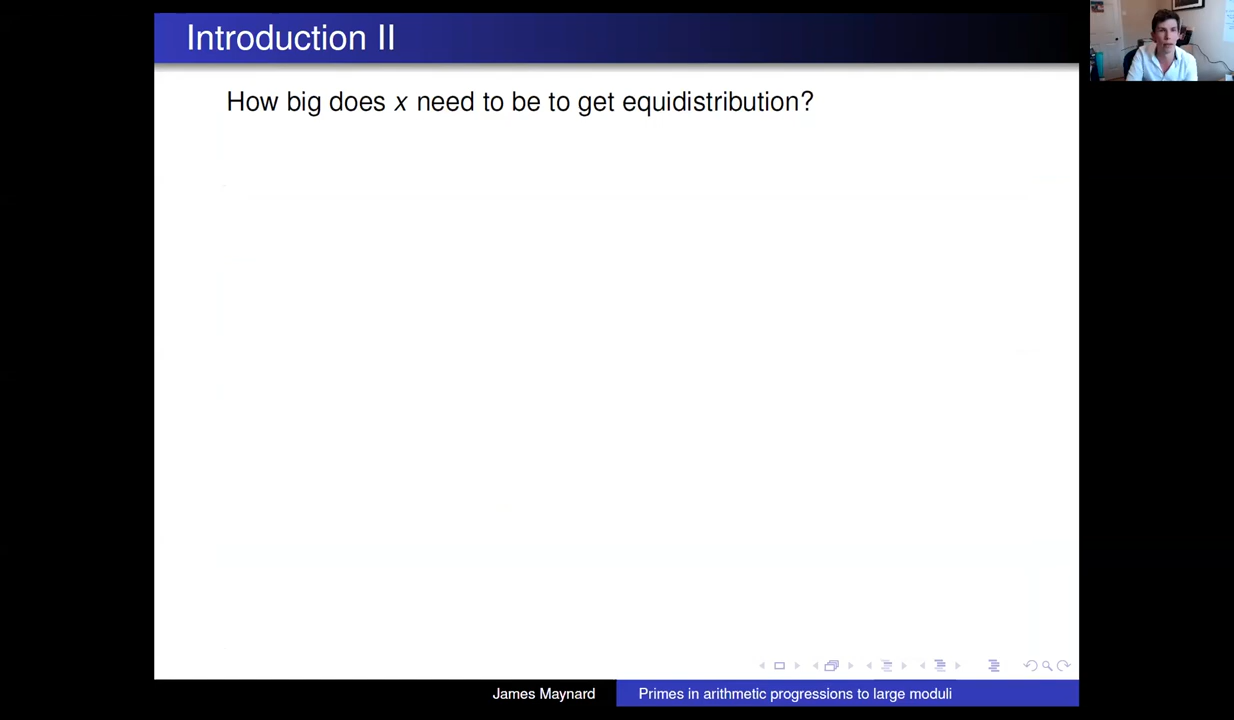 Introduction II
How big does x need to be to get equidistribution?
James Maynard
Primes in arithmetic progressions to large moduli